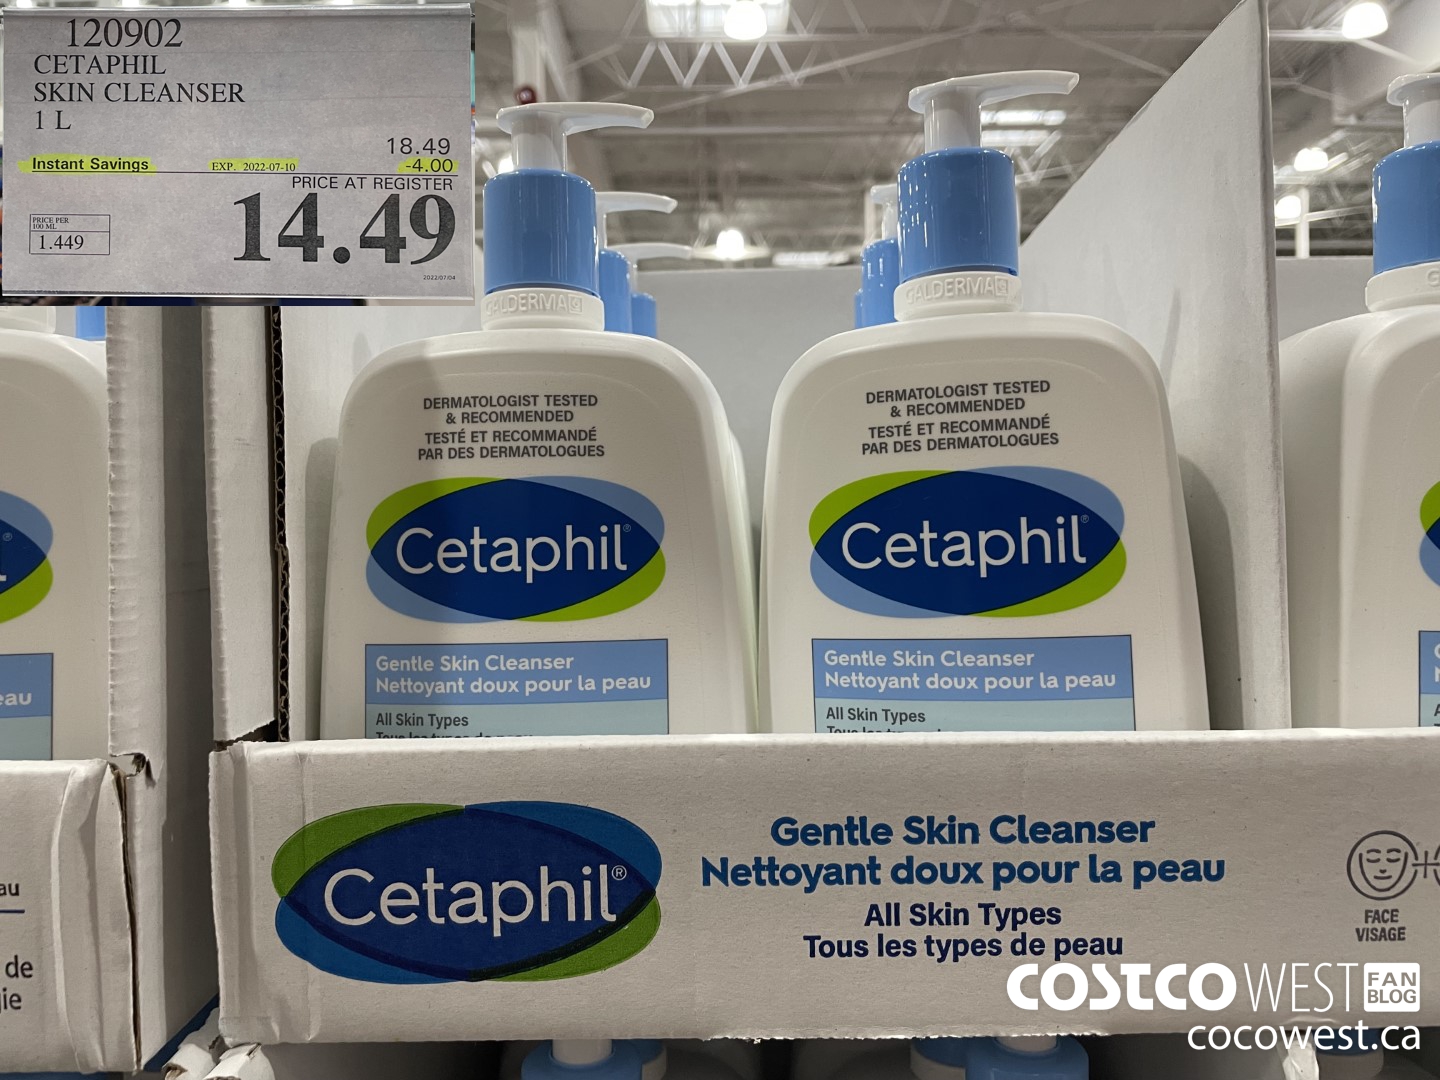 120902
CETAPHIL
SKIN CLEANSER
1 L
18.49
Instant Savings EXP. 2022-07-10 -4.00
PRICE AT REGISTER
14.49
PRICE PER
100 ML
1.449
2022/07/04
GALDERMA
DERMATOLOGIST TESTED
& RECOMMENDED
TESTÉ ET RECOMMANDÉ
PAR DES DERMATOLOGUES
Cetaphil®
Gentle Skin Cleanser
Nettoyant doux pour la peau
All Skin Types
GALDERMA
DERMATOLOGIST TESTED
& RECOMMENDED
TESTÉ ET RECOMMANDÉ
PAR DES DERMATOLOGUES
Cetaphil®
Gentle Skin Cleanser
Nettoyant doux pour la peau
All Skin Types
Cetaphil®
Gentle Skin Cleanser
Nettoyant doux pour la peau
All Skin Types
Tous les types de peau
FACE
VISAGE
de
COSTCO WEST FAN BLOG
cocowest.ca